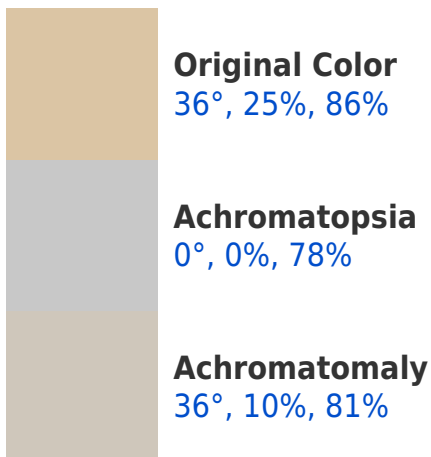 Original Color
36°, 25%, 86%
Achromatopsia
0°, 0%, 78%
Achromatomaly
36°, 10%, 81%